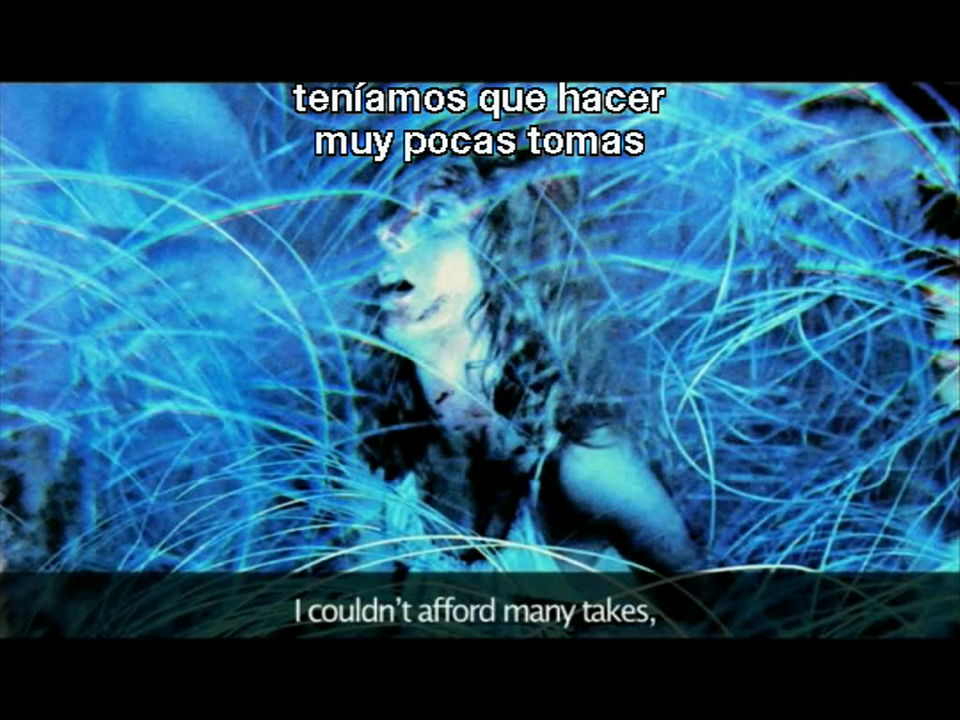 teníamos que hacer
muy pocas tomas
I couldn't afford many takes,